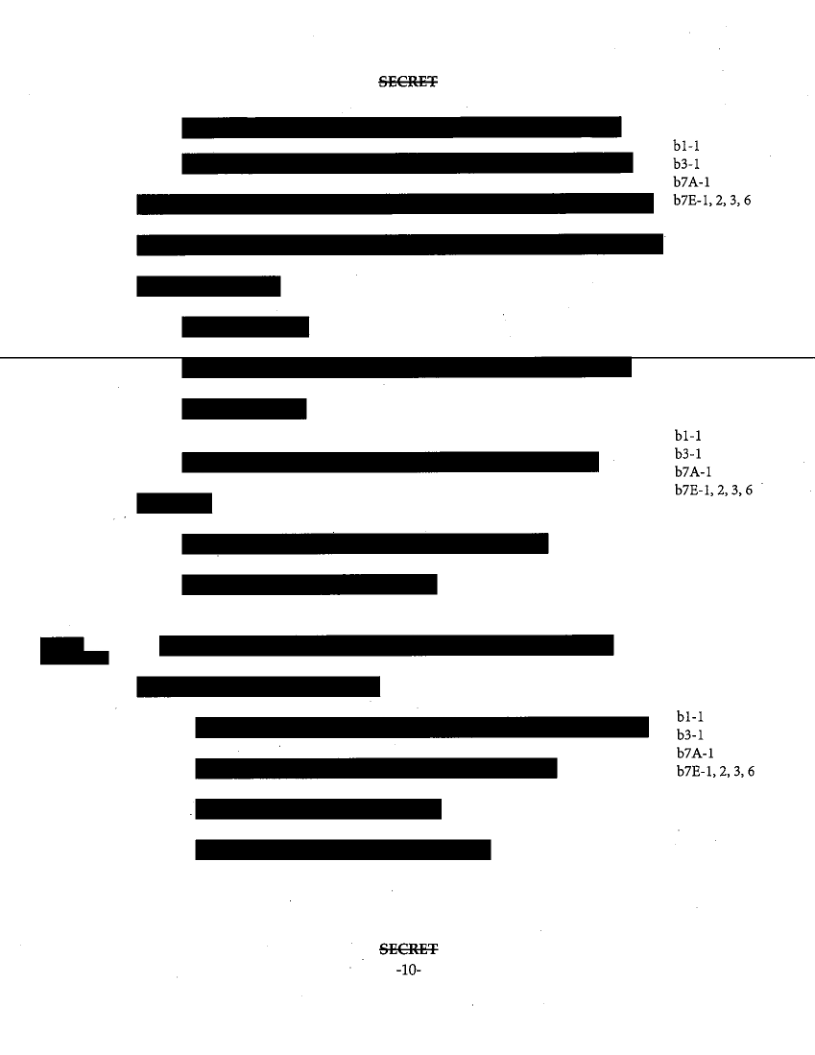 SECRET
b1-1
b3-1
b7A-1
b7E-1, 2, 3, 6
b1-1
b3-1
b7A-1
b7E-1, 2, 3, 6
b1-1
b3-1
b7A-1
b7E-1, 2, 3, 6
SECRET
-10-